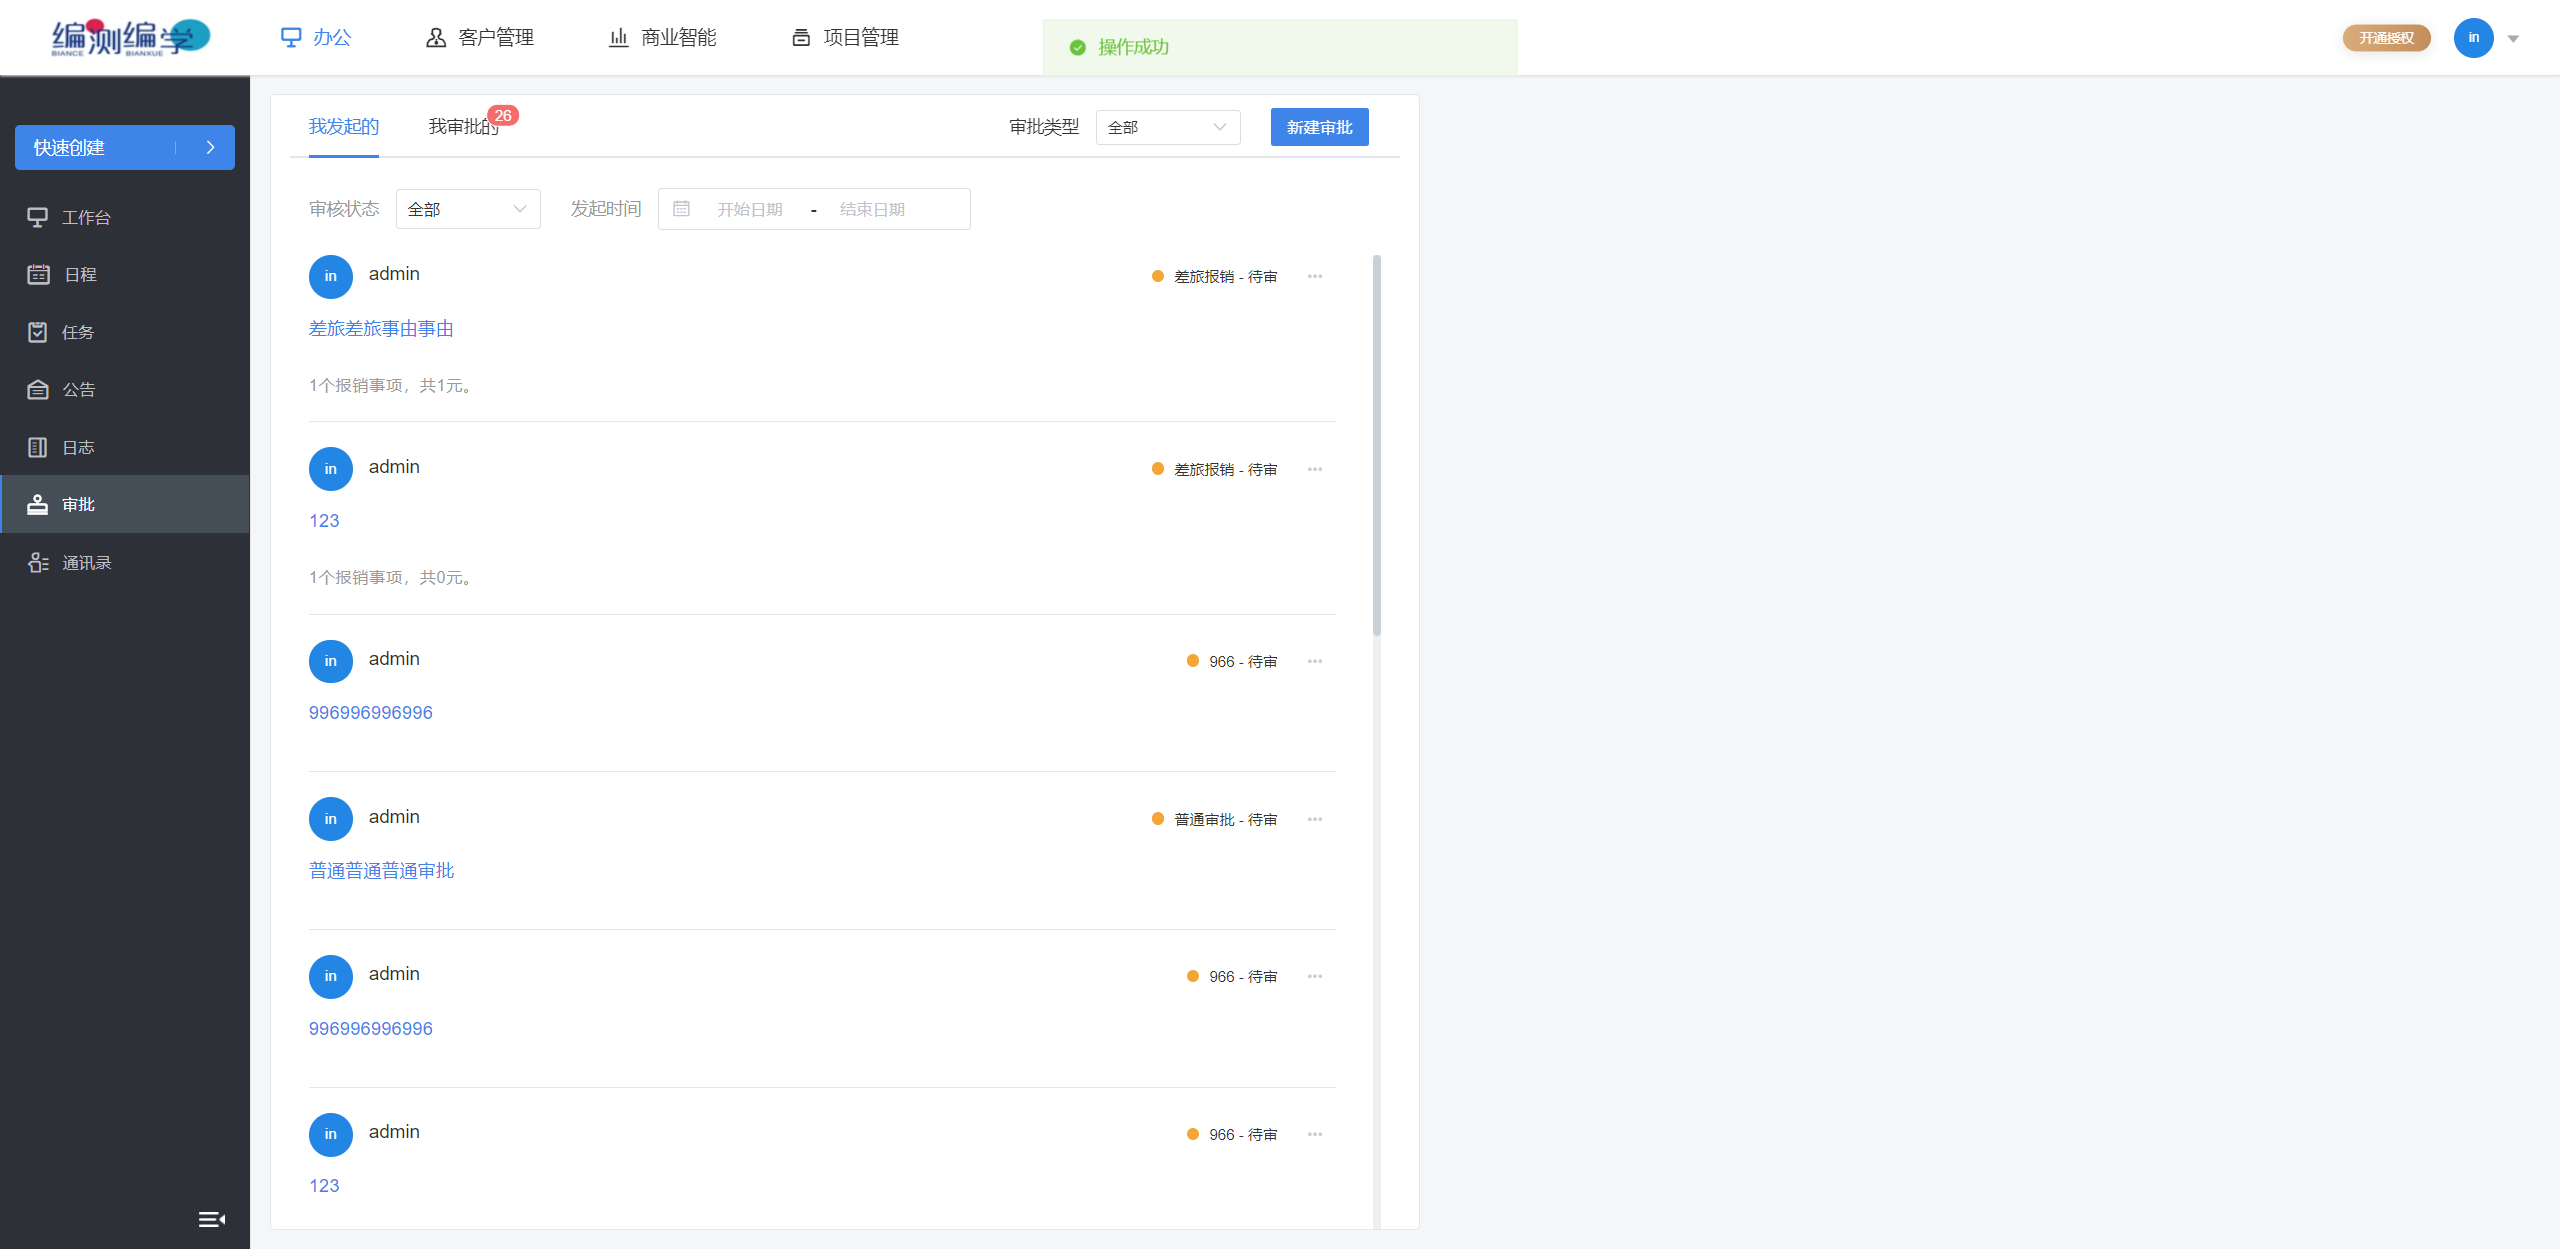 编测编学
BIANCE BIANXUE
办公
客户管理
商业智能
项目管理
操作成功
开通授权
in
快速创建
工作台
日程
任务
公告
日志
审批
通讯录
我发起的
我审批的
26
审批类型
全部
新建审批
审核状态
全部
发起时间
开始日期 - 结束日期
in
admin
差旅报销 - 待审
差旅差旅事由事由
1个报销事项，共1元。
in
admin
差旅报销 - 待审
123
1个报销事项，共0元。
in
admin
966 - 待审
996996996996
in
admin
普通审批 - 待审
普通普通普通审批
in
admin
966 - 待审
996996996996
in
admin
966 - 待审
123